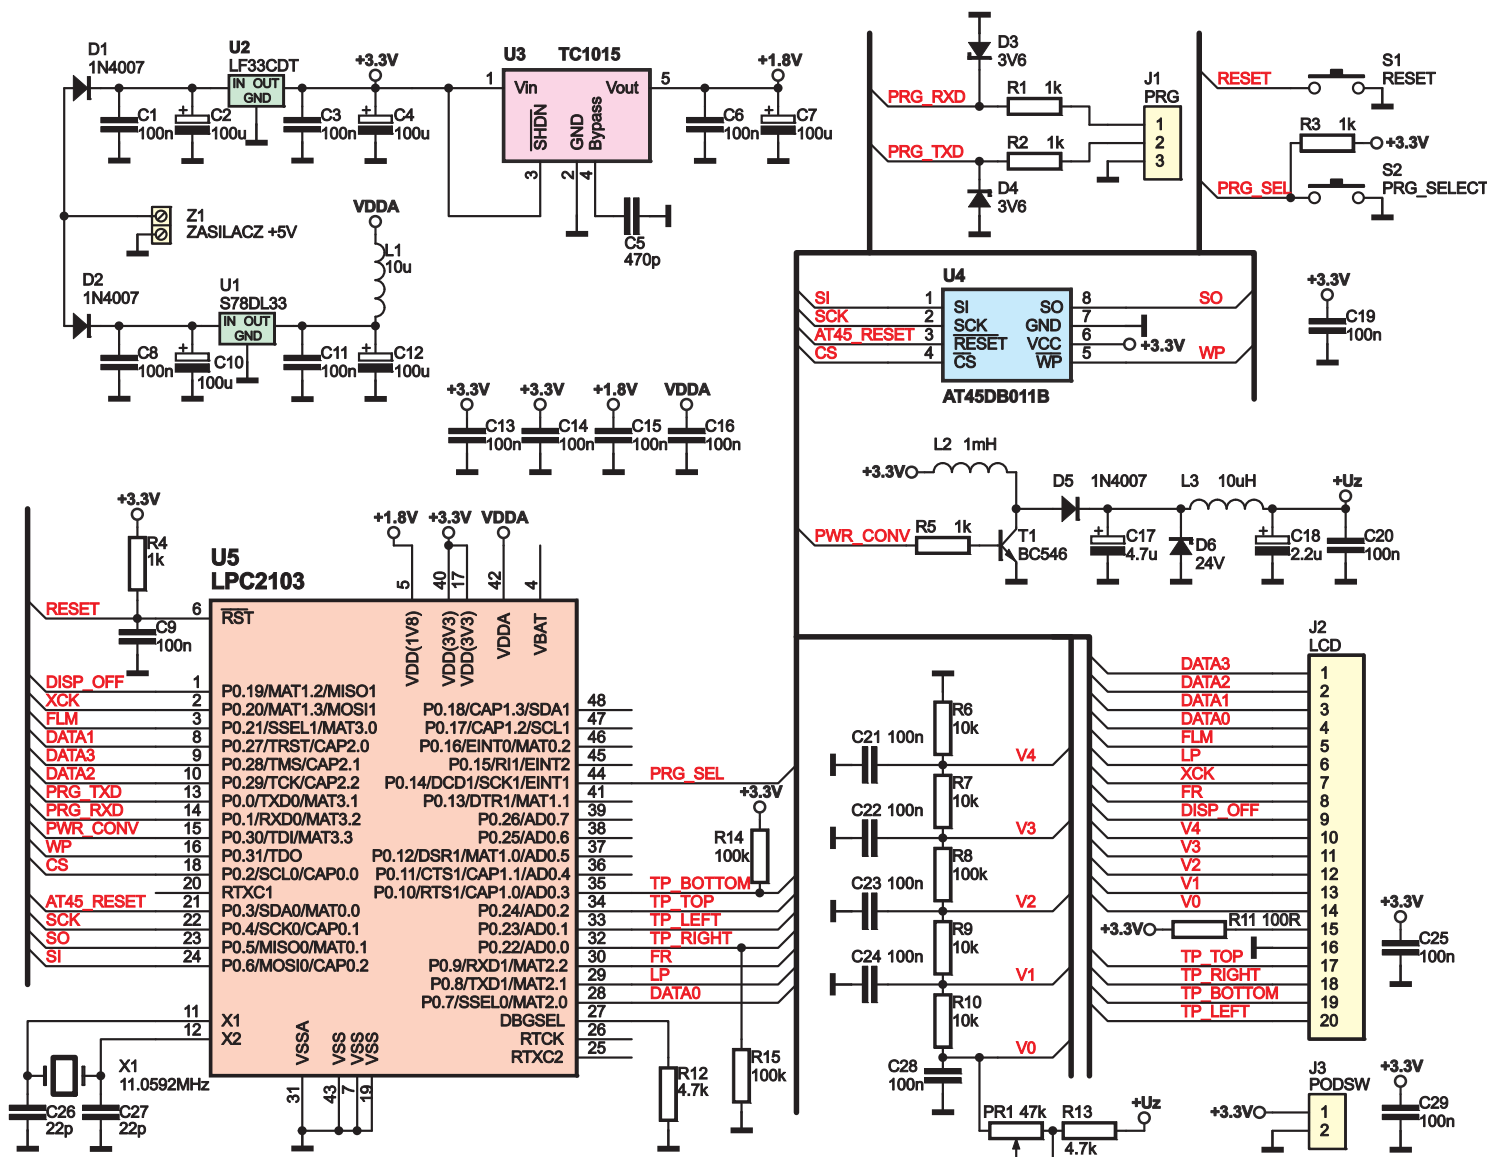 D1
1N4007
U2
LF33CDT
IN OUT
GND
+3.3V
C1
100n
C2
100u
C3
100n
C4
100u
U3 TC1015
1
Vin
Vout
5
SHDN
GND
Bypass
3
2
4
C5
470p
+1.8V
C6
100n
C7
100u
Z1
ZASILACZ +5V
VDDA
L1
10u
D2
1N4007
U1
S78DL33
IN OUT
GND
C8
100n
C10
100u
C11
100n
C12
100u
+3.3V
C13
100n
+3.3V
C14
100n
+1.8V
C15
100n
VDDA
C16
100n
D3
3V6
PRG_RXD
R1 1k
J1
PRG
1
2
3
PRG_TXD
R2 1k
D4
3V6
RESET
S1
RESET
R3 1k
+3.3V
PRG_SEL
S2
PRG_SELECT
U4
SI 1 SI
SCK 2 SCK
AT45_RESET 3 RESET
CS 4 CS
SO 8 SO
GND 7
VCC 6 +3.3V
WP 5 WP
AT45DB011B
+3.3V
C19
100n
L2 1mH
+3.3V
D5 1N4007
L3 10uH
+Uz
PWR_CONV
R5 1k
T1
BC546
C17
4.7u
D6
24V
C18
2.2u
C20
100n
+3.3V
R4
1k
U5
LPC2103
+1.8V +3.3V VDDA
5 40 17 42 4
VDD(1V8)
VDD(3V3)
VDD(3V3)
VDDA
VBAT
RESET 6 RST
C9
100n
DISP_OFF 1 P0.19/MAT1.2/MISO1
XCK 2 P0.20/MAT1.3/MOSI1
FLM 3 P0.21/SSEL1/MAT3.0
DATA1 8 P0.27/TRST/CAP2.0
DATA3 9 P0.28/TMS/CAP2.1
DATA2 10 P0.29/TCK/CAP2.2
PRG_TXD 13 P0.0/TXD0/MAT3.1
PRG_RXD 14 P0.1/RXD0/MAT3.2
PWR_CONV 15 P0.30/TDI/MAT3.3
WP 16 P0.31/TDO
CS 18 P0.2/SCL0/CAP0.0
20 RTXC1
AT45_RESET 21 P0.3/SDA0/MAT0.0
SCK 22 P0.4/SCK0/CAP0.1
SO 23 P0.5/MISO0/MAT0.1
SI 24 P0.6/MOSI0/CAP0.2
11 X1
12 X2
P0.18/CAP1.3/SDA1 48
P0.17/CAP1.2/SCL1 47
P0.16/EINT0/MAT0.2 46
P0.15/RI1/EINT2 45
P0.14/DCD1/SCK1/EINT1 44 PRG_SEL
P0.13/DTR1/MAT1.1 41
P0.26/AD0.7 39
P0.25/AD0.6 38
P0.12/DSR1/MAT1.0/AD0.5 37
P0.11/CTS1/CAP1.1/AD0.4 36
P0.10/RTS1/CAP1.0/AD0.3 35 TP_BOTTOM
P0.24/AD0.2 34 TP_TOP
P0.23/AD0.1 33 TP_LEFT
P0.22/AD0.0 32 TP_RIGHT
P0.9/RXD1/MAT2.2 30 FR
P0.8/TXD1/MAT2.1 29 LP
P0.7/SSEL0/MAT2.0 28 DATA0
DBGSEL 27
RTCK 26
RTXC2 25
VSSA
VSS
VSS
VSS
31 43 7 19
X1
11.0592MHz
C26
22p
C27
22p
+3.3V
R14
100k
R12
4.7k
R15
100k
R6
10k
C21 100n
V4
R7
10k
C22 100n
V3
R8
100k
C23 100n
V2
R9
10k
C24 100n
V1
R10
10k
V0
C28
100n
PR1 47k
R13
4.7k
+Uz
J2
LCD
DATA3 1
DATA2 2
DATA1 3
DATA0 4
FLM 5
LP 6
XCK 7
FR 8
DISP_OFF 9
V4 10
V3 11
V2 12
V1 13
V0 14
+3.3V R11 100R 15
16
TP_TOP 17
TP_RIGHT 18
TP_BOTTOM 19
TP_LEFT 20
+3.3V
C25
100n
J3
PODSW
+3.3V 1
2
+3.3V
C29
100n